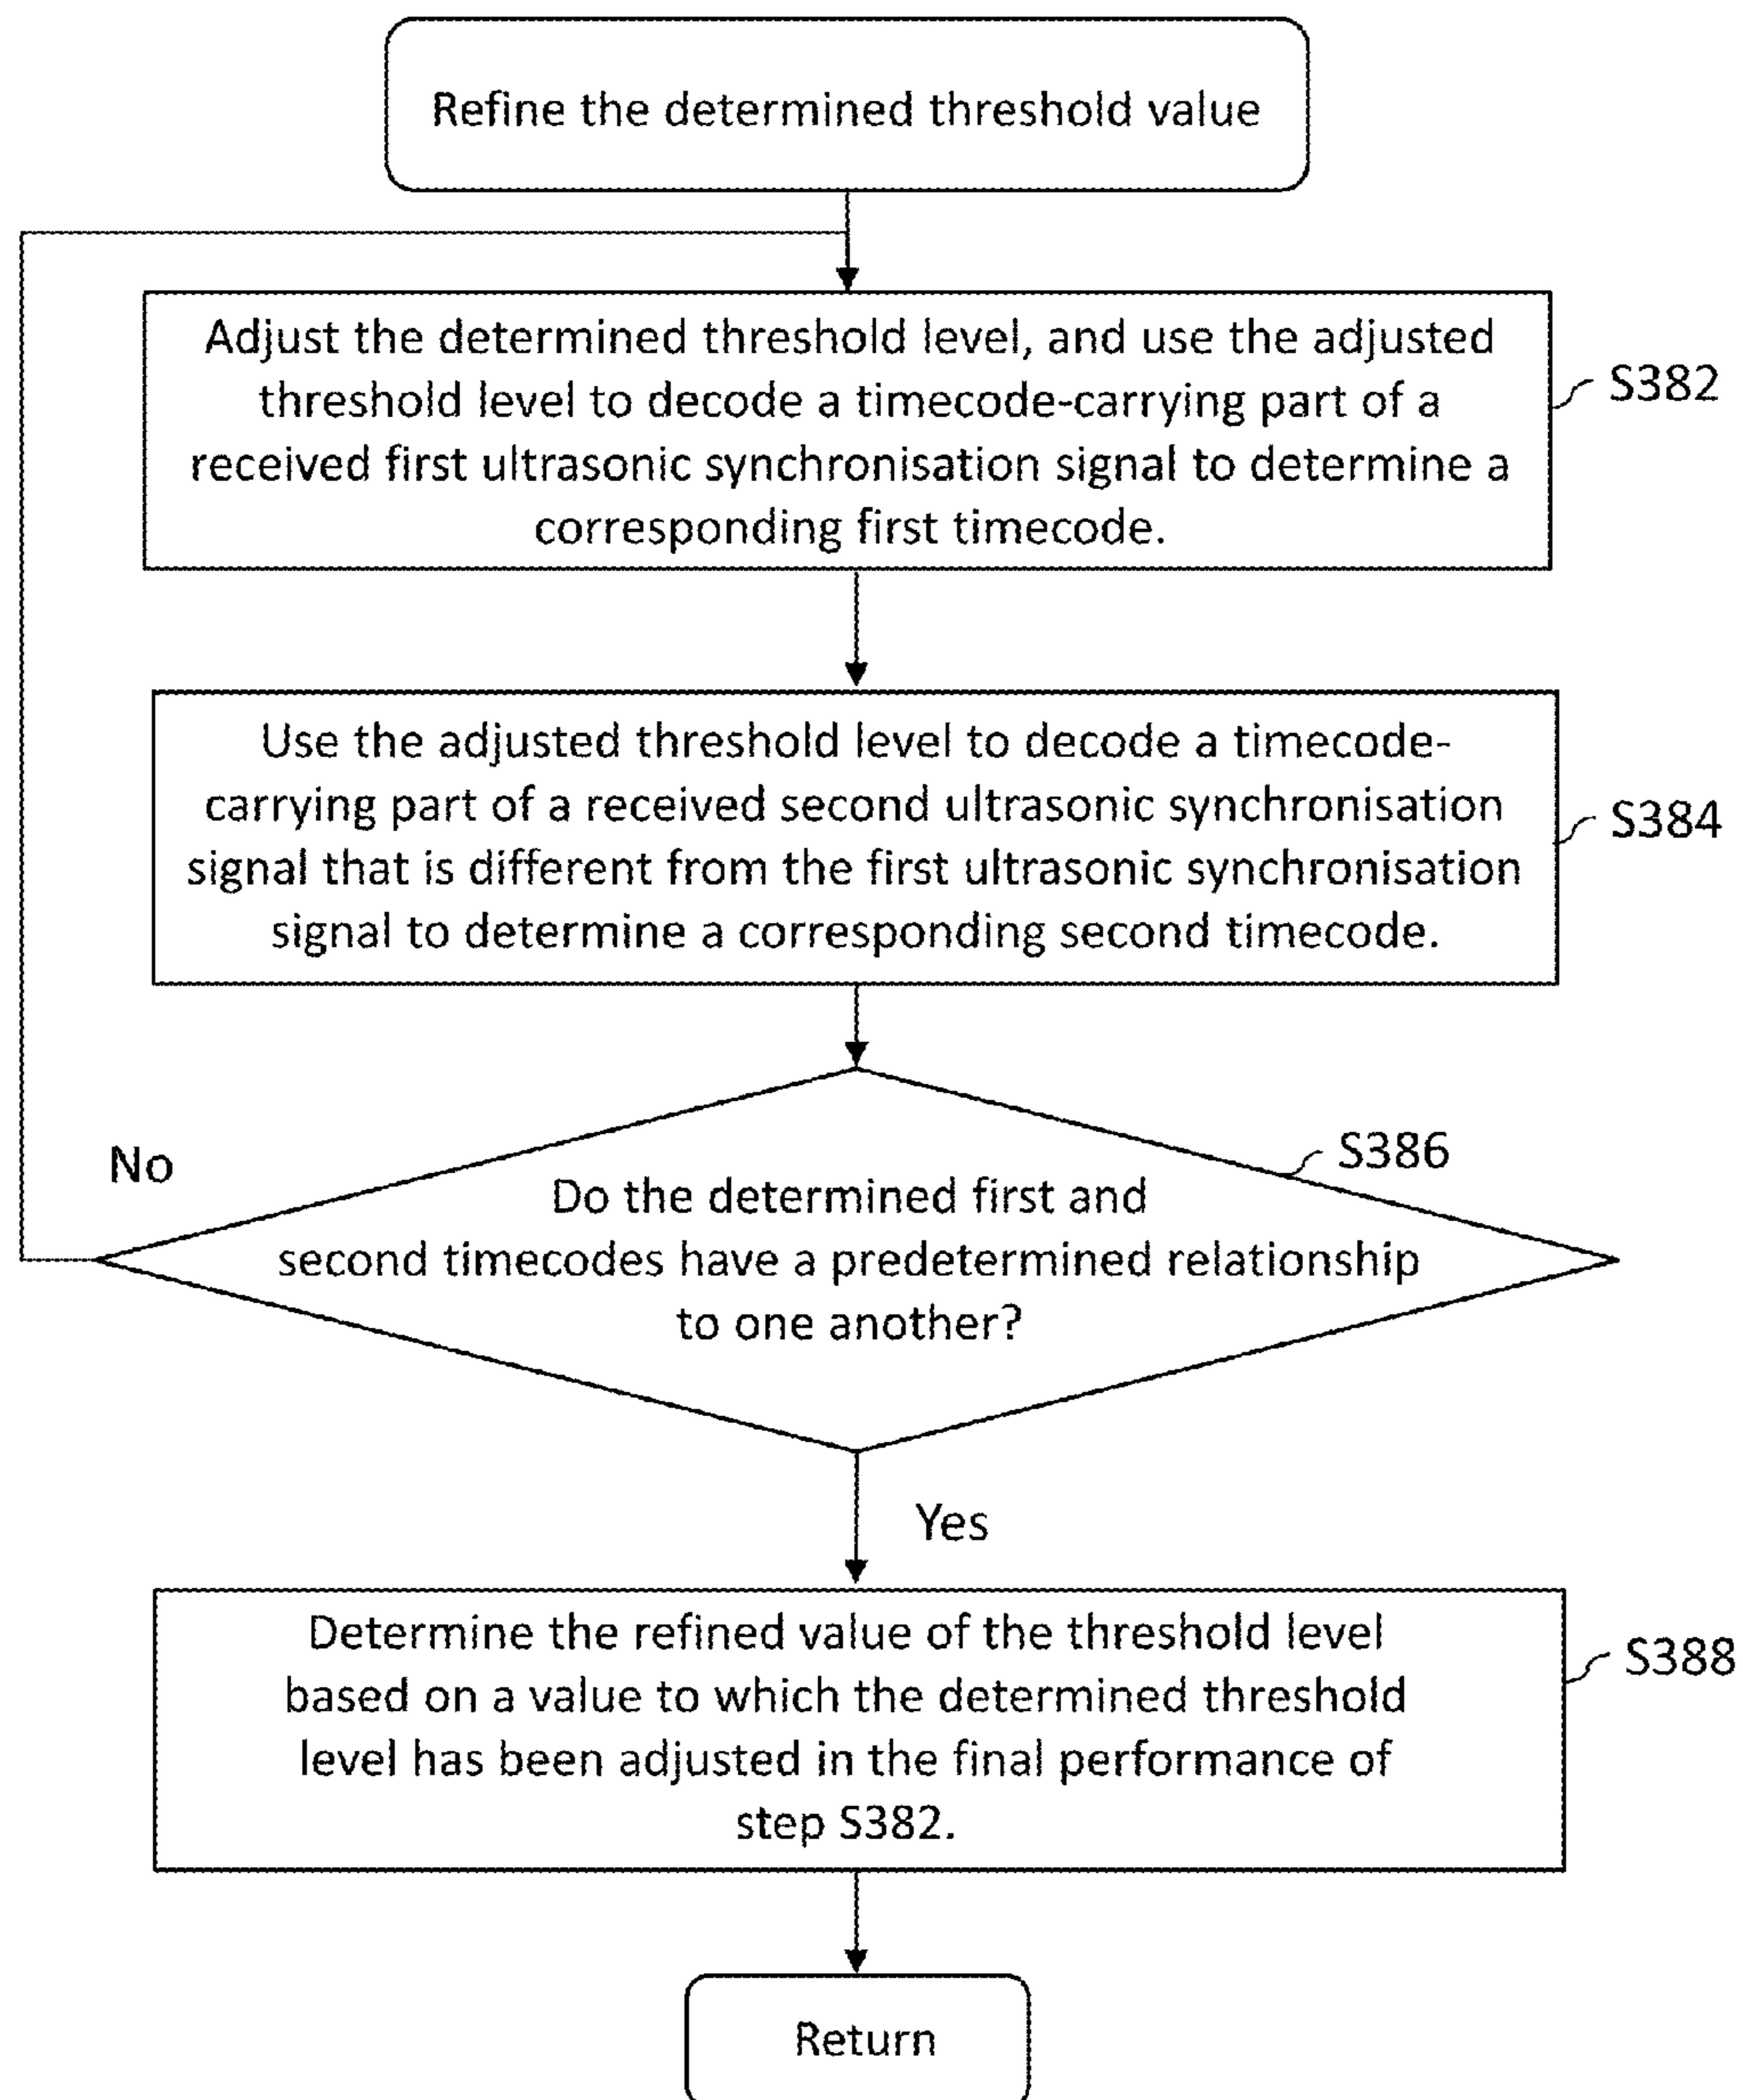 Refine the determined threshold value
Adjust the determined threshold level, and use the adjusted
threshold level to decode a timecode-carrying part of a
received first ultrasonic synchronisation signal to determine a
corresponding first timecode.
S382
Use the adjusted threshold level to decode a timecode-
carrying part of a received second ultrasonic synchronisation
signal that is different from the first ultrasonic synchronisation
signal to determine a corresponding second timecode.
S384
No
S386
Do the determined first and
second timecodes have a predetermined relationship
to one another?
Yes
Determine the refined value of the threshold level
based on a value to which the determined threshold
level has been adjusted in the final performance of
step S382.
S388
Return